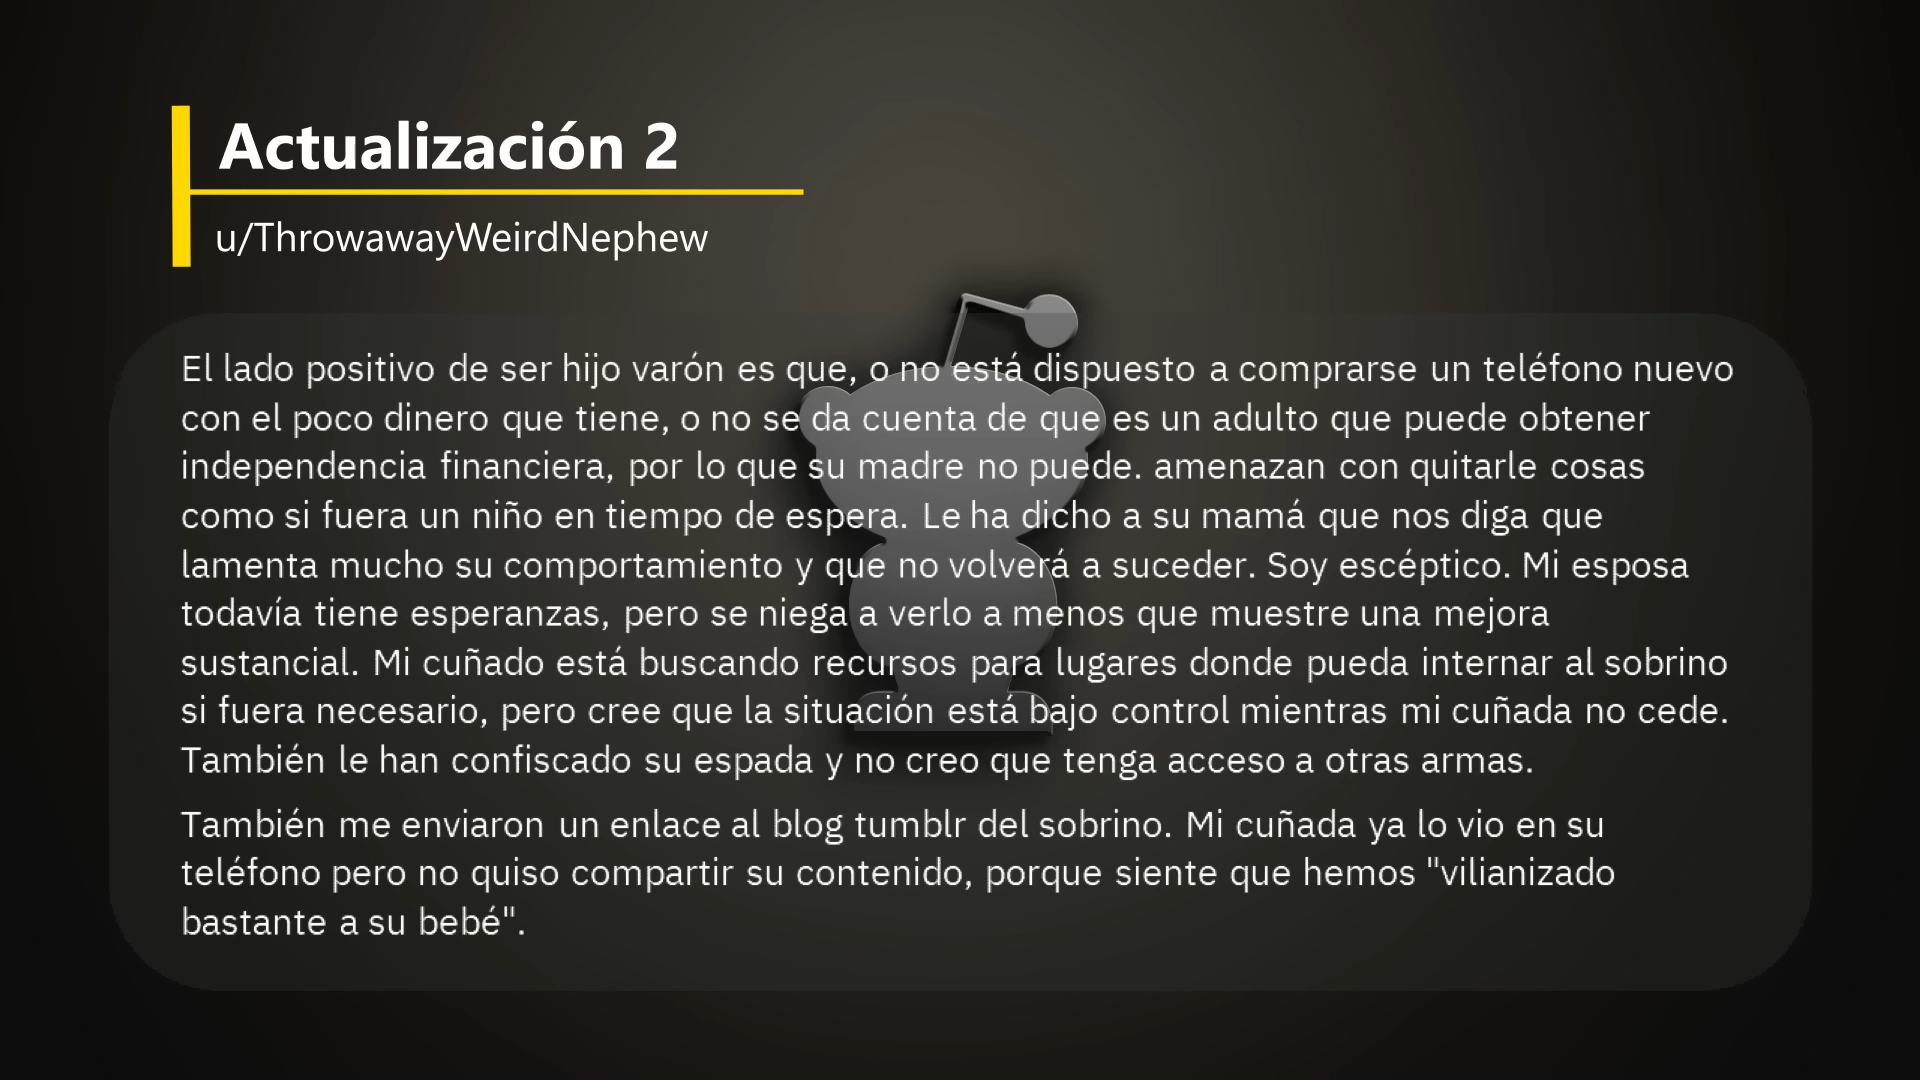 Actualización 2
u/ThrowawayWeirdNephew
El lado positivo de ser hijo varón es que, o no está dispuesto a comprarse un teléfono nuevo
con el poco dinero que tiene, o no se da cuenta de que es un adulto que puede obtener
independencia financiera, por lo que su madre no puede. amenazan con quitarle cosas
como si fuera un niño en tiempo de espera. Le ha dicho a su mamá que nos diga que
lamenta mucho su comportamiento y que no volverá a suceder. Soy escéptico. Mi esposa
todavía tiene esperanzas, pero se niega a verlo a menos que muestre una mejora
sustancial. Mi cuñado está buscando recursos para lugares donde pueda internar al sobrino
si fuera necesario, pero cree que la situación está bajo control mientras mi cuñada no cede.
También le han confiscado su espada y no creo que tenga acceso a otras armas.
También me enviaron un enlace al blog tumblr del sobrino. Mi cuñada ya lo vio en su
teléfono pero no quiso compartir su contenido, porque siente que hemos "vilianizado
bastante a su bebé".